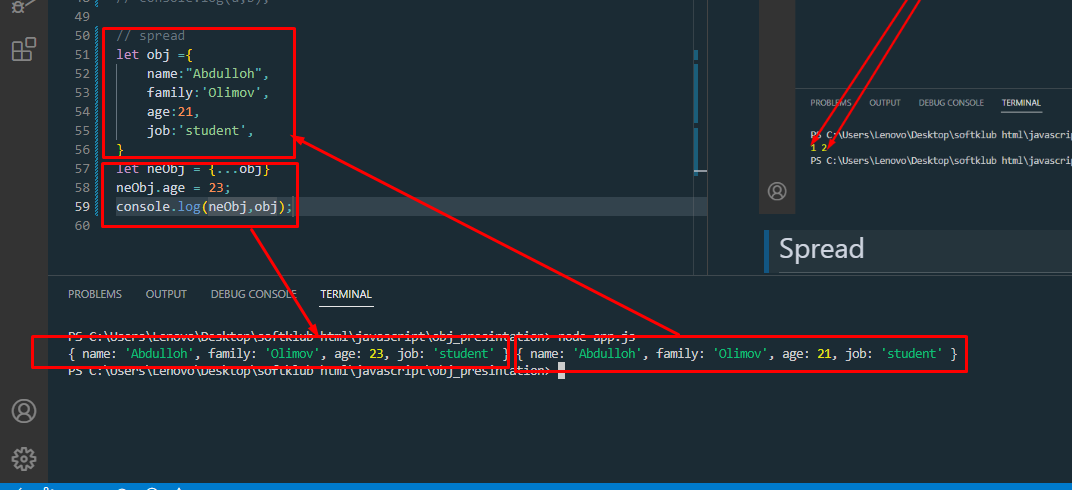 49
50 // spread
51 let obj ={
52 name:"Abdulloh",
53 family:'Olimov',
54 age:21,
55 job:'student',
56 }
57 let neObj = {...obj}
58 neObj.age = 23;
59 console.log(neObj,obj);
60
PROBLEMS OUTPUT DEBUG CONSOLE TERMINAL
PS C:\Users\Lenovo\Desktop\softklub html\javascript\obj_presintation> node app.js
{ name: 'Abdulloh', family: 'Olimov', age: 23, job: 'student' } { name: 'Abdulloh', family: 'Olimov', age: 21, job: 'student' }
PS C:\Users\Lenovo\Desktop\softklub html\javascript\obj_presintation>
PROBLEMS OUTPUT DEBUG CONSOLE TERMINAL
PS C:\Users\Lenovo\Desktop\softklub html\javascrip
1 2
PS C:\Users\Lenovo\Desktop\softklub html\javascrip
Spread